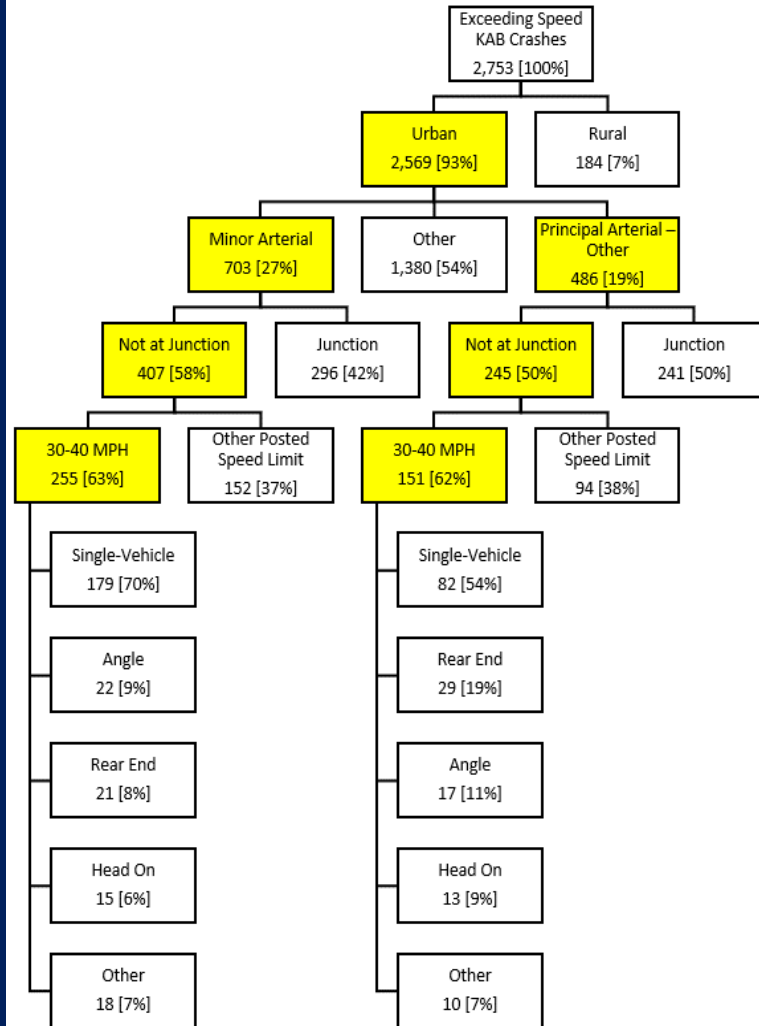 Exceeding Speed
KAB Crashes
2,753 [100%]
Urban
2,569 [93%]
Rural
184 [7%]
Minor Arterial
703 [27%]
Other
1,380 [54%]
Principal Arterial –
Other
486 [19%]
Not at Junction
407 [58%]
Junction
296 [42%]
Not at Junction
245 [50%]
Junction
241 [50%]
30-40 MPH
255 [63%]
Other Posted
Speed Limit
152 [37%]
30-40 MPH
151 [62%]
Other Posted
Speed Limit
94 [38%]
Single-Vehicle
179 [70%]
Angle
22 [9%]
Rear End
21 [8%]
Head On
15 [6%]
Other
18 [7%]
Single-Vehicle
82 [54%]
Rear End
29 [19%]
Angle
17 [11%]
Head On
13 [9%]
Other
10 [7%]